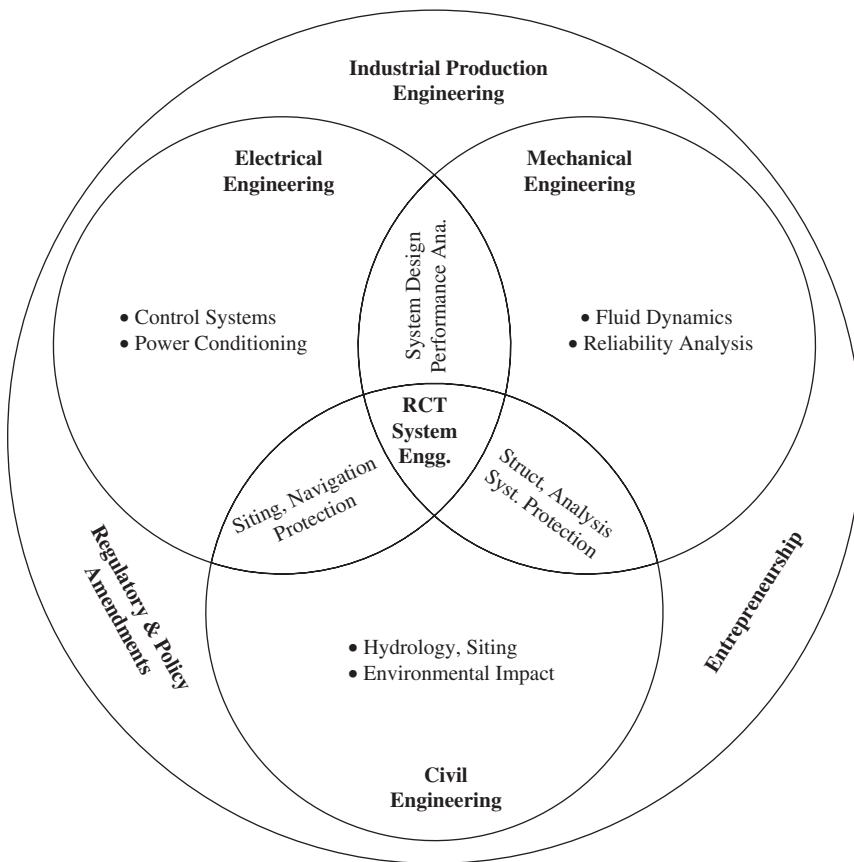 Industrial Production
Engineering
Electrical
Engineering
Mechanical
Engineering
System Design
Performance Ana.
• Control Systems
• Power Conditioning
• Fluid Dynamics
• Reliability Analysis
RCT
System
Engg.
Siting, Navigation
Protection
Struct, Analysis
Syst. Protection
Regulatory & Policy
Amendments
Entrepreneurship
• Hydrology, Siting
• Environmental Impact
Civil
Engineering